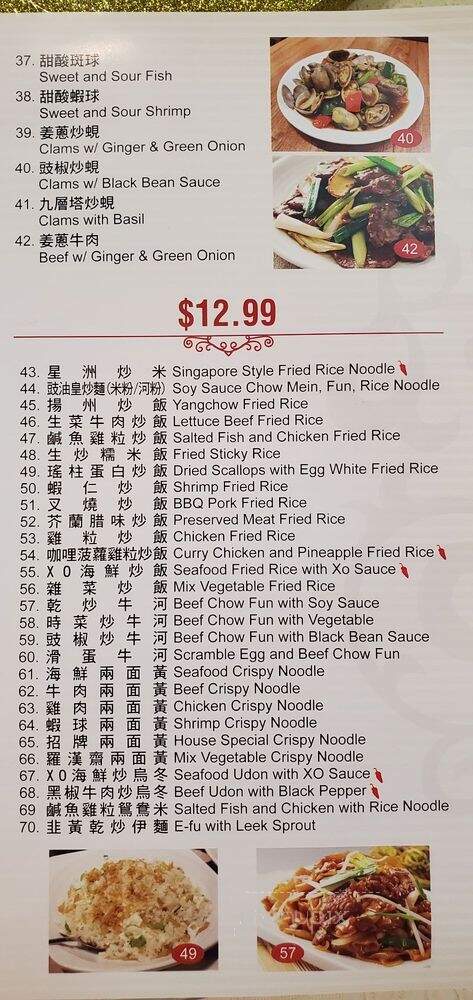 37. 甜酸斑球
Sweet and Sour Fish
38. 甜酸蝦球
Sweet and Sour Shrimp
39. 姜蔥炒蜆
Clams w/ Ginger & Green Onion
40. 豉椒炒蜆
Clams w/ Black Bean Sauce
41. 九層塔炒蜆
Clams with Basil
42. 姜蔥牛肉
Beef w/ Ginger & Green Onion
40
42
$12.99
43. 星洲炒米 Singapore Style Fried Rice Noodle
44. 豉油皇炒麵(米粉/河粉) Soy Sauce Chow Mein, Fun, Rice Noodle
45. 揚州炒飯 Yangchow Fried Rice
46. 生菜牛肉炒飯 Lettuce Beef Fried Rice
47. 鹹魚雞粒炒飯 Salted Fish and Chicken Fried Rice
48. 生炒糯米飯 Fried Sticky Rice
49. 瑤柱蛋白炒飯 Dried Scallops with Egg White Fried Rice
50. 蝦仁炒飯 Shrimp Fried Rice
51. 叉燒炒飯 BBQ Pork Fried Rice
52. 芥蘭腊味炒飯 Preserved Meat Fried Rice
53. 雞粒炒飯 Chicken Fried Rice
54. 咖哩菠蘿雞粒炒飯 Curry Chicken and Pineapple Fried Rice
55. XO海鮮炒飯 Seafood Fried Rice with Xo Sauce
56. 雜菜炒飯 Mix Vegetable Fried Rice
57. 乾炒牛河 Beef Chow Fun with Soy Sauce
58. 時菜炒牛河 Beef Chow Fun with Vegetable
59. 豉椒炒牛河 Beef Chow Fun with Black Bean Sauce
60. 滑蛋牛河 Scramble Egg and Beef Chow Fun
61. 海鮮兩面黃 Seafood Crispy Noodle
62. 牛肉兩面黃 Beef Crispy Noodle
63. 雞肉兩面黃 Chicken Crispy Noodle
64. 蝦球兩面黃 Shrimp Crispy Noodle
65. 招牌兩面黃 House Special Crispy Noodle
66. 羅漢齋兩面黃 Mix Vegetable Crispy Noodle
67. XO海鮮炒烏冬 Seafood Udon with XO Sauce
68. 黑椒牛肉炒烏冬 Beef Udon with Black Pepper
69 鹹魚雞粒鴛鴦米 Salted Fish and Chicken with Rice Noodle
70. 韭黃乾炒伊麵 E-fu with Leek Sprout
49
57